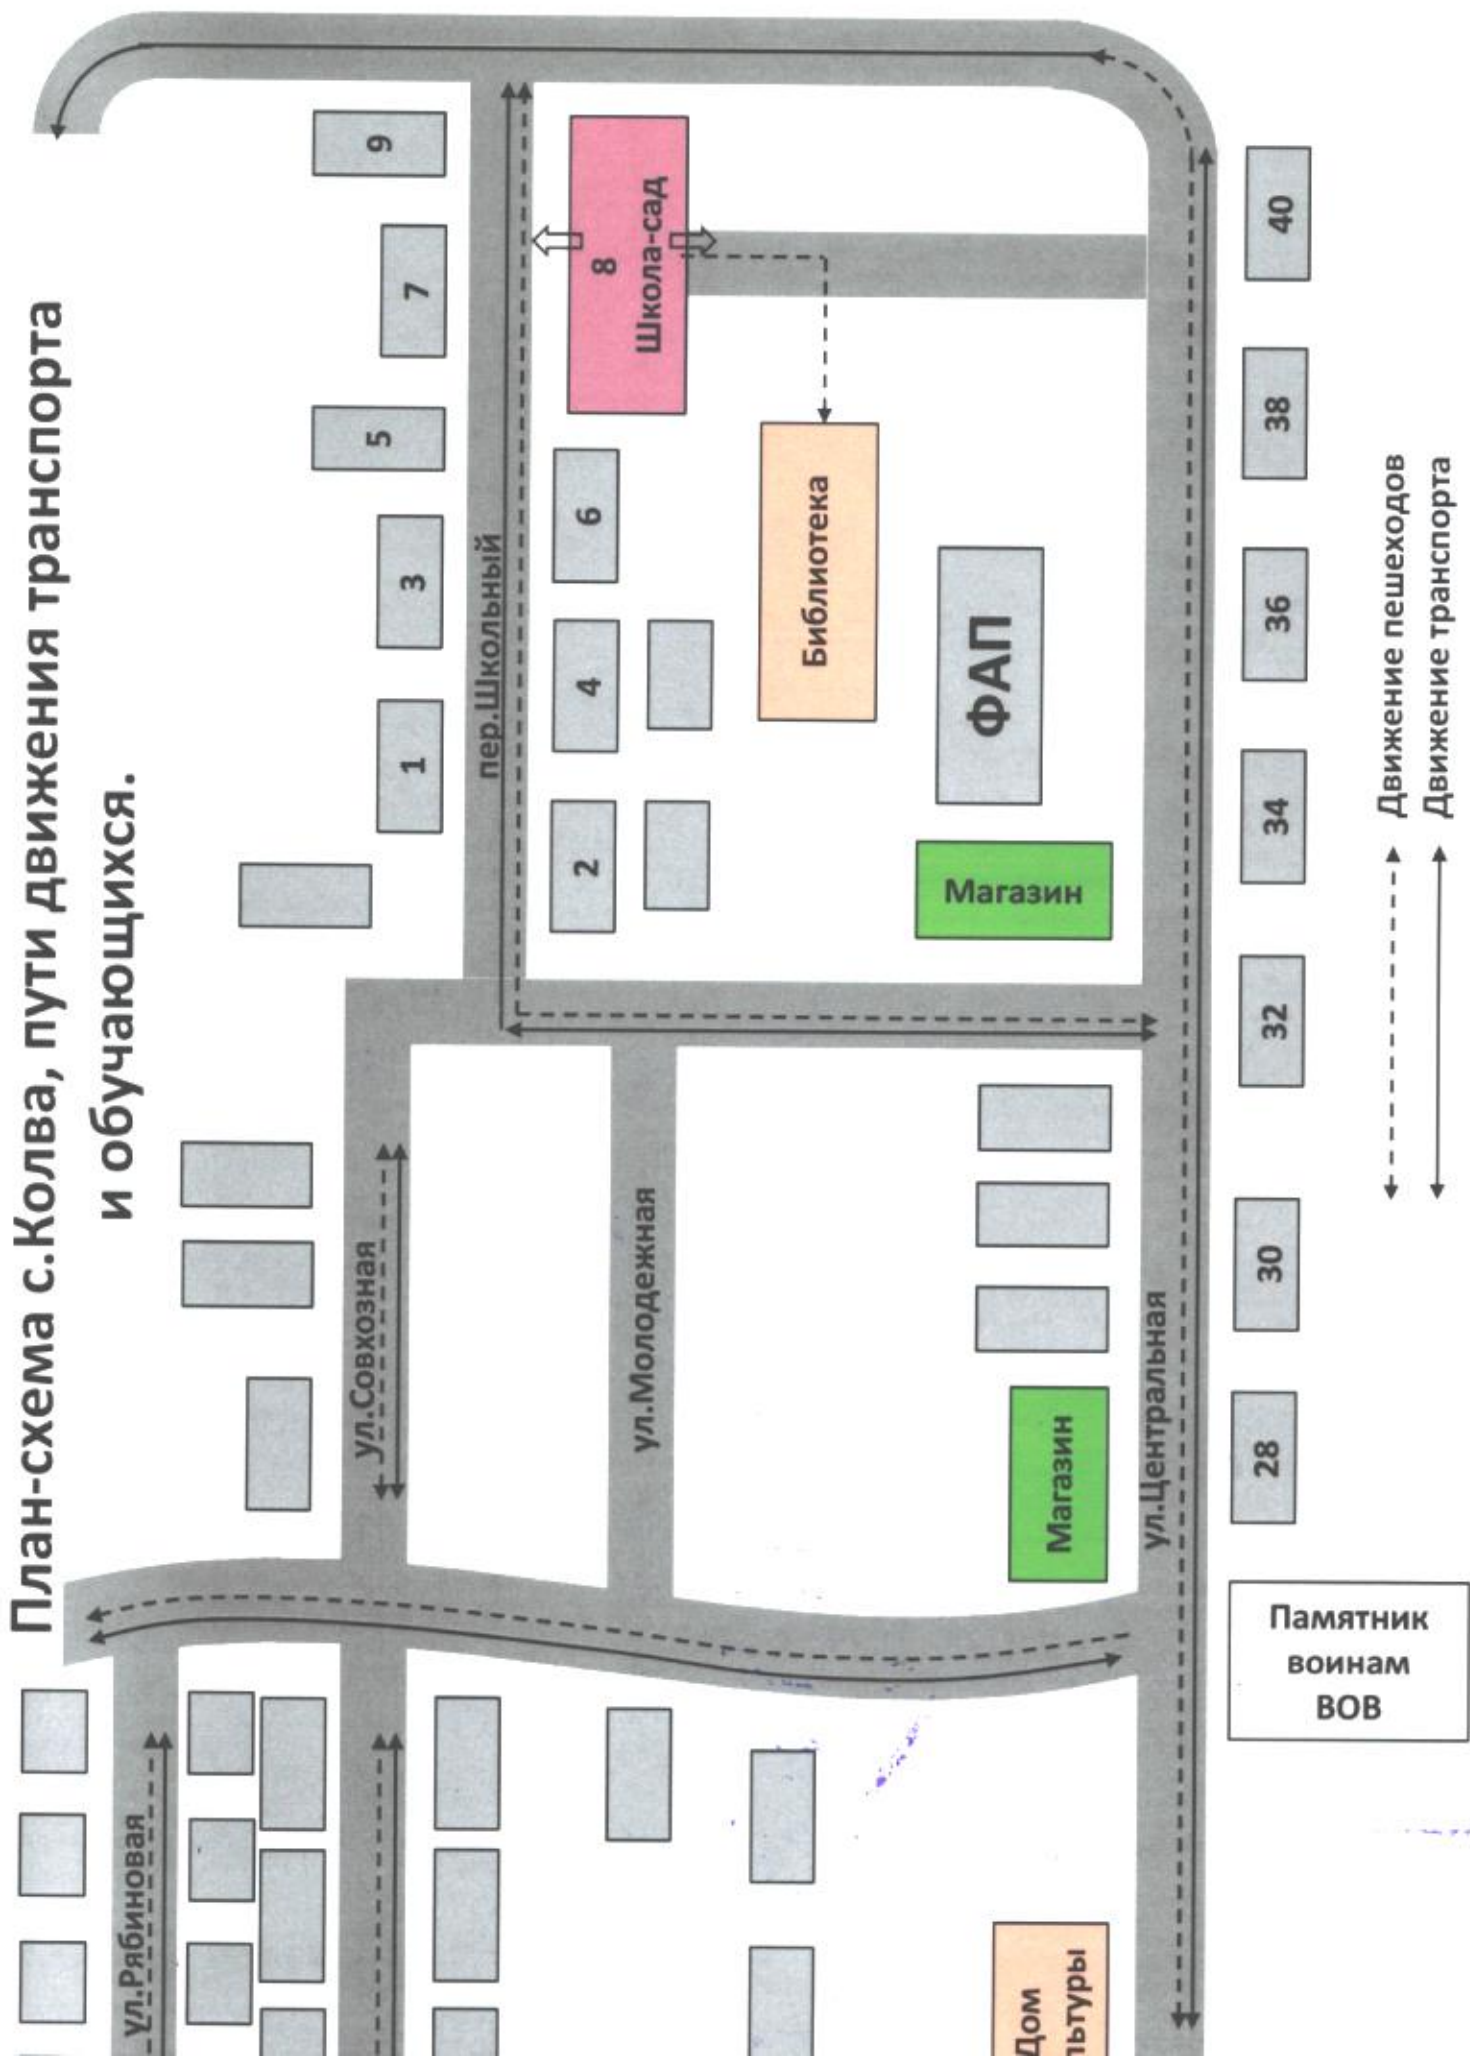 План-схема с.Колва, пути движения транспорта
и обучающихся.
9
7
5
3
1
пер.Школьный
8
Школа-сад
6
4
2
Библиотека
ФАП
Магазин
40
38
36
34
32
30
28
ул.Совхозная
ул.Молодежная
ул.Центральная
Магазин
ул.Рябиновая
Памятник
воинам
ВОВ
Дом
льтуры
Движение пешеходов
Движение транспорта